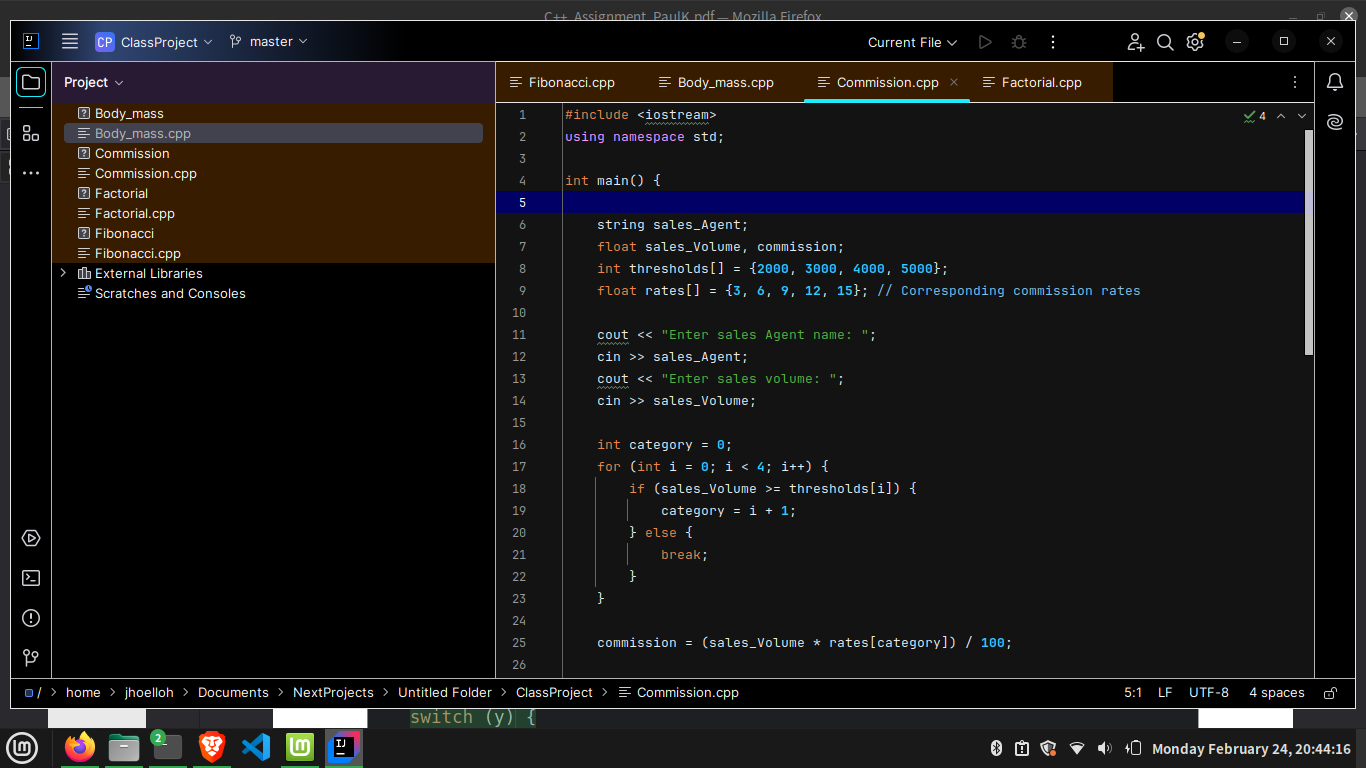 C++_Assignment_PaulK.pdf — Mozilla Firefox
CP ClassProject master Current File
Project
Fibonacci.cpp Body_mass.cpp Commission.cpp Factorial.cpp
Body_mass
Body_mass.cpp
Commission
Commission.cpp
Factorial
Factorial.cpp
Fibonacci
Fibonacci.cpp
External Libraries
Scratches and Consoles
4
1 #include <iostream>
2 using namespace std;
3
4 int main() {
5
6 string sales_Agent;
7 float sales_Volume, commission;
8 int thresholds[] = {2000, 3000, 4000, 5000};
9 float rates[] = {3, 6, 9, 12, 15}; // Corresponding commission rates
10
11 cout << "Enter sales Agent name: ";
12 cin >> sales_Agent;
13 cout << "Enter sales volume: ";
14 cin >> sales_Volume;
15
16 int category = 0;
17 for (int i = 0; i < 4; i++) {
18 if (sales_Volume >= thresholds[i]) {
19 category = i + 1;
20 } else {
21 break;
22 }
23 }
24
25 commission = (sales_Volume * rates[category]) / 100;
26
/ > home > jhoelloh > Documents > NextProjects > Untitled Folder > ClassProject > Commission.cpp 5:1 LF UTF-8 4 spaces
switch (y) {
2 Monday February 24, 20:44:16